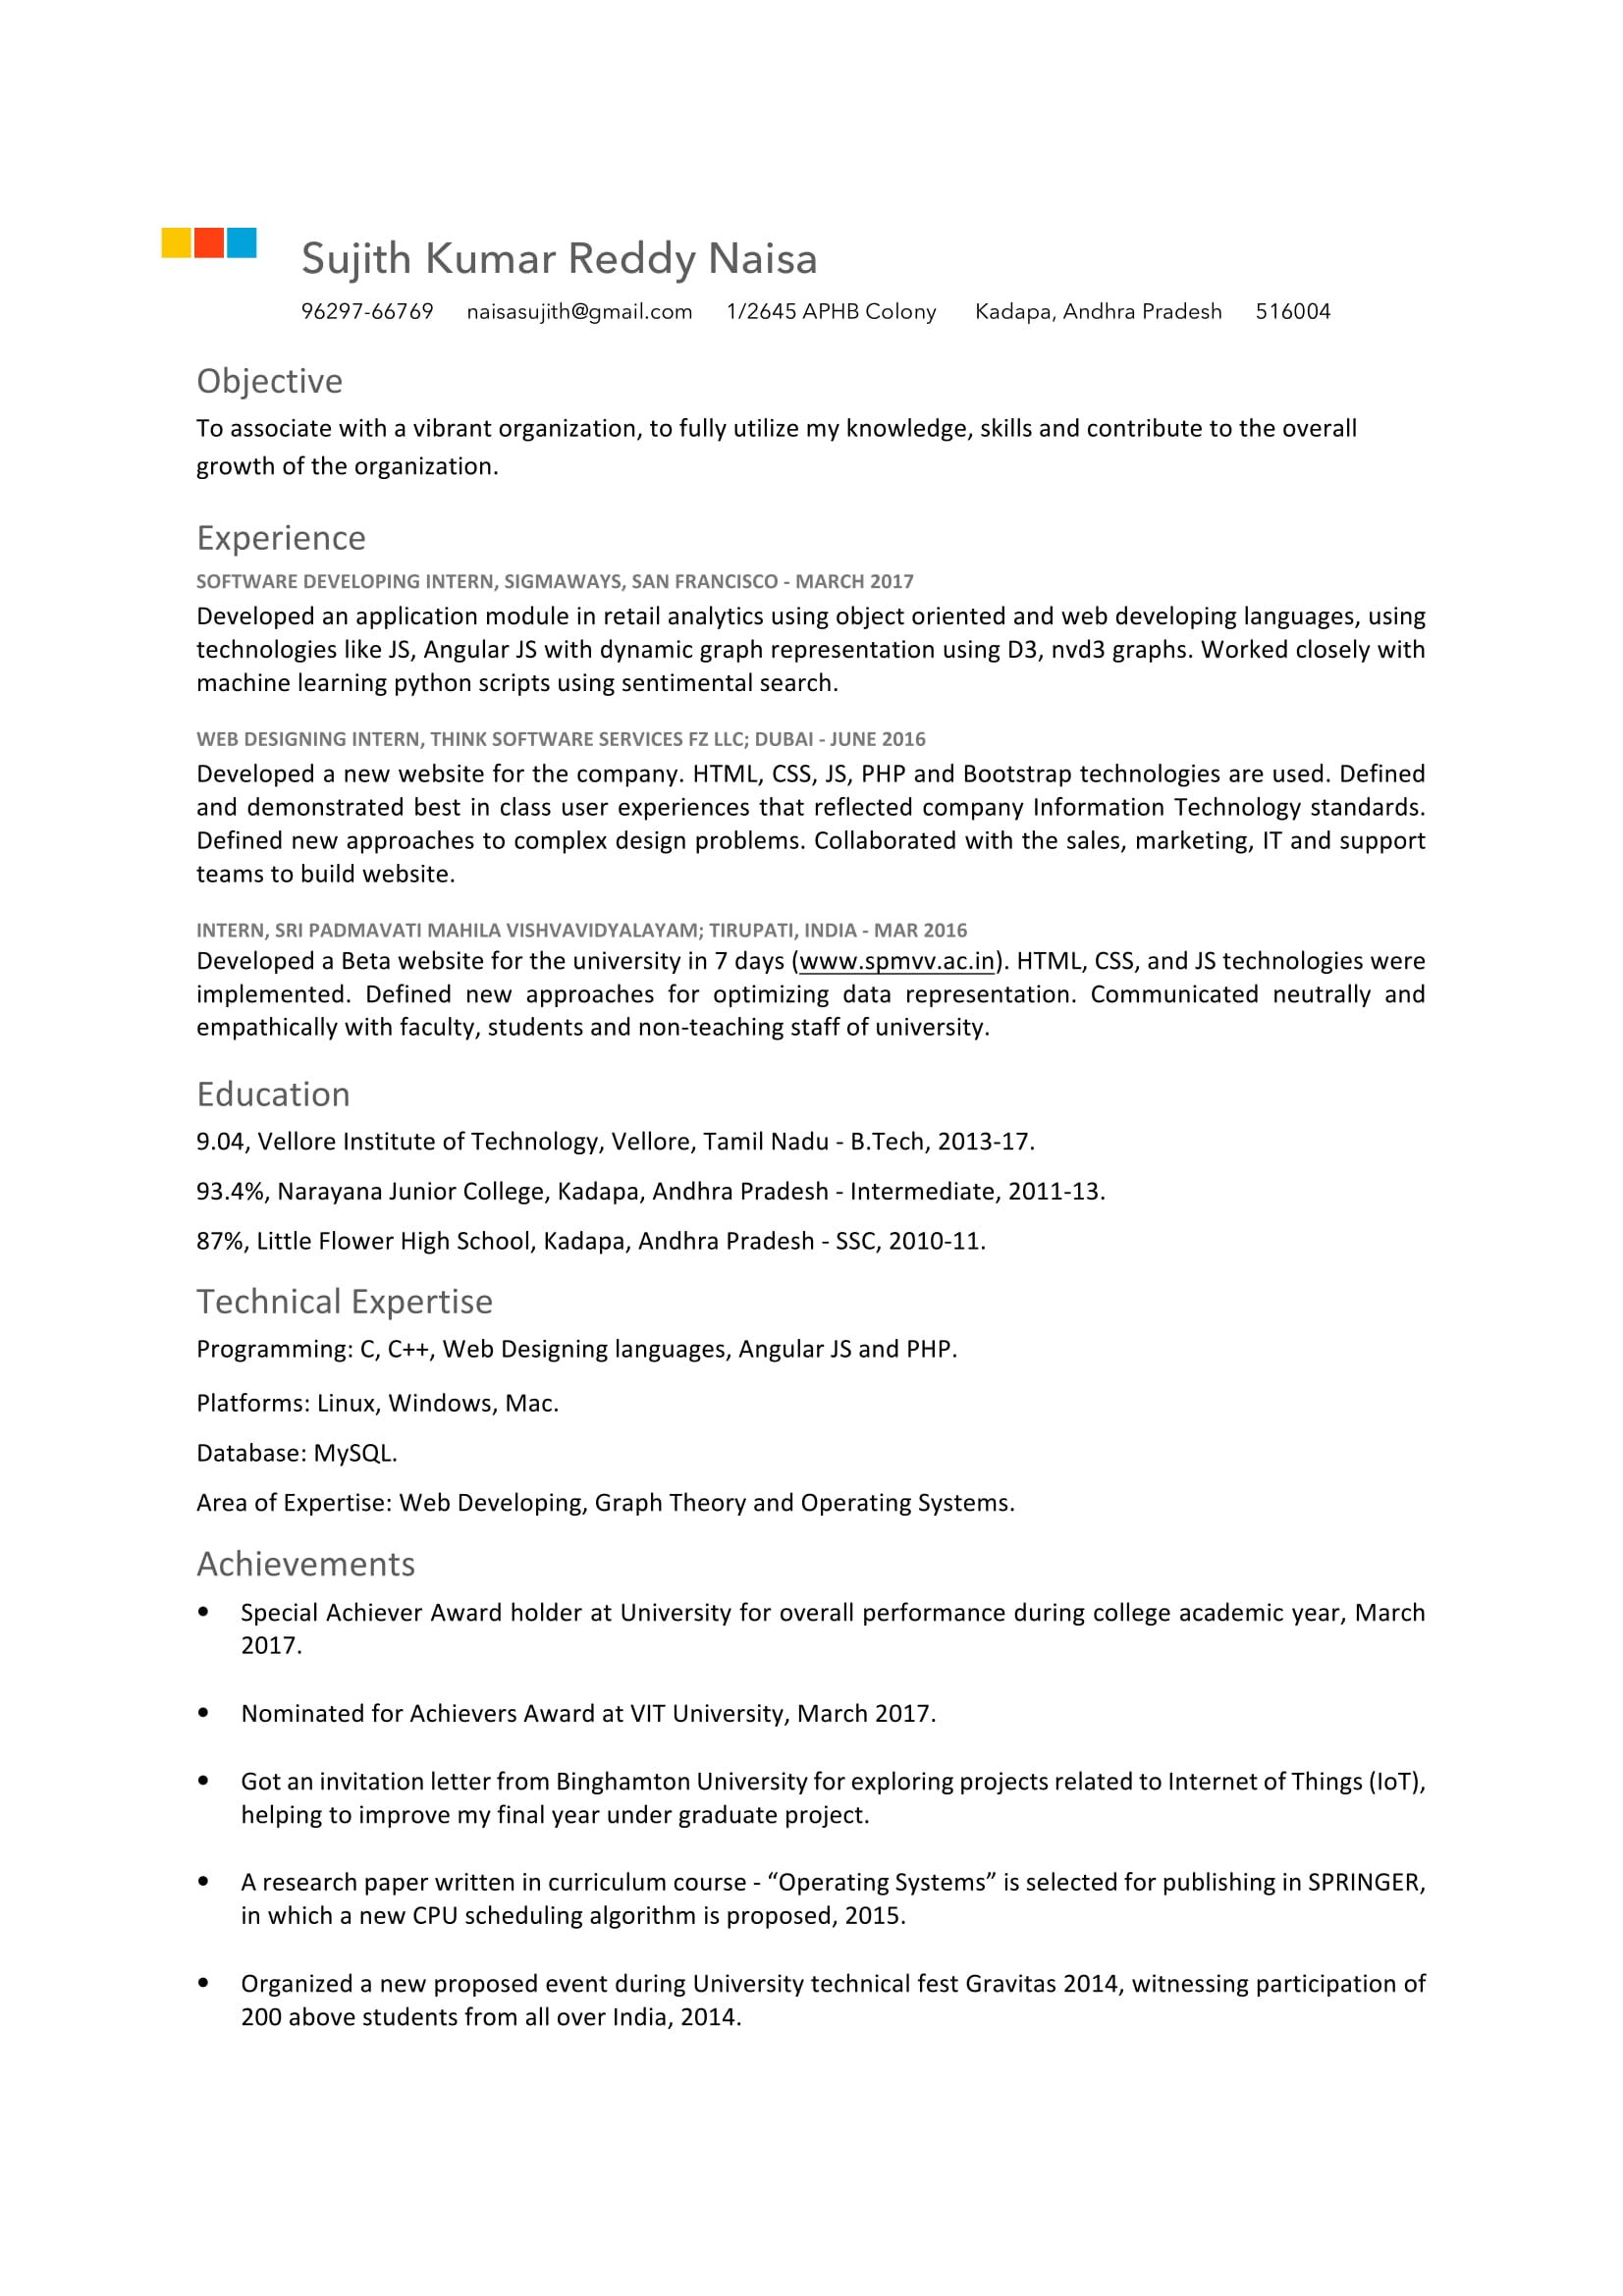 Sujith Kumar Reddy Naisa
96297-66769 naisasujith@gmail.com 1/2645 APHB Colony Kadapa, Andhra Pradesh 516004
Objective
To associate with a vibrant organization, to fully utilize my knowledge, skills and contribute to the overall
growth of the organization.
Experience
SOFTWARE DEVELOPING INTERN, SIGMAWAYS, SAN FRANCISCO - MARCH 2017
Developed an application module in retail analytics using object oriented and web developing languages, using
technologies like JS, Angular JS with dynamic graph representation using D3, nvd3 graphs. Worked closely with
machine learning python scripts using sentimental search.
WEB DESIGNING INTERN, THINK SOFTWARE SERVICES FZ LLC; DUBAI - JUNE 2016
Developed a new website for the company. HTML, CSS, JS, PHP and Bootstrap technologies are used. Defined
and demonstrated best in class user experiences that reflected company Information Technology standards.
Defined new approaches to complex design problems. Collaborated with the sales, marketing, IT and support
teams to build website.
INTERN, SRI PADMAVATI MAHILA VISHVAVIDYALAYAM; TIRUPATI, INDIA - MAR 2016
Developed a Beta website for the university in 7 days (www.spmvv.ac.in). HTML, CSS, and JS technologies were
implemented. Defined new approaches for optimizing data representation. Communicated neutrally and
empathically with faculty, students and non-teaching staff of university.
Education
9.04, Vellore Institute of Technology, Vellore, Tamil Nadu - B.Tech, 2013-17.
93.4%, Narayana Junior College, Kadapa, Andhra Pradesh - Intermediate, 2011-13.
87%, Little Flower High School, Kadapa, Andhra Pradesh - SSC, 2010-11.
Technical Expertise
Programming: C, C++, Web Designing languages, Angular JS and PHP.
Platforms: Linux, Windows, Mac.
Database: MySQL.
Area of Expertise: Web Developing, Graph Theory and Operating Systems.
Achievements
• Special Achiever Award holder at University for overall performance during college academic year, March
2017.
• Nominated for Achievers Award at VIT University, March 2017.
• Got an invitation letter from Binghamton University for exploring projects related to Internet of Things (IoT),
helping to improve my final year under graduate project.
• A research paper written in curriculum course - “Operating Systems” is selected for publishing in SPRINGER,
in which a new CPU scheduling algorithm is proposed, 2015.
• Organized a new proposed event during University technical fest Gravitas 2014, witnessing participation of
200 above students from all over India, 2014.